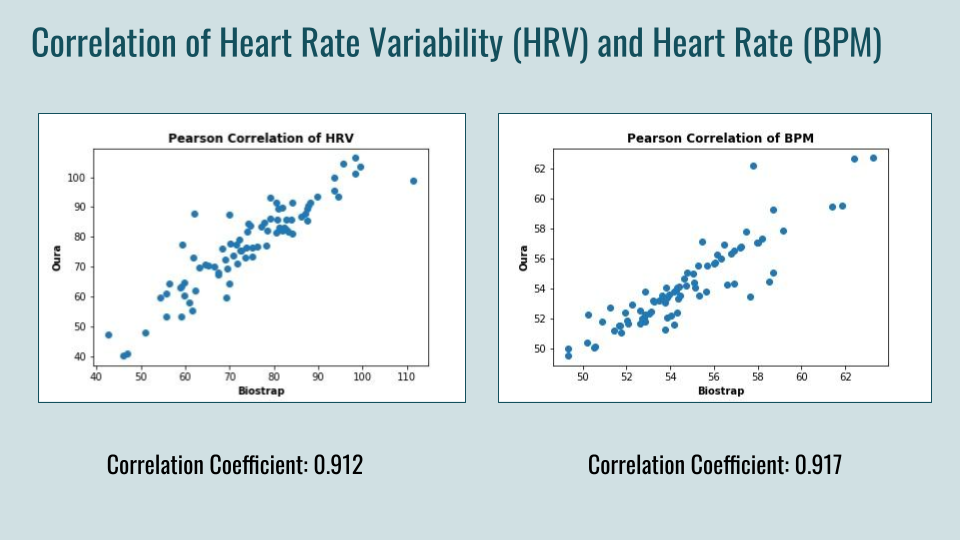 Correlation of Heart Rate Variability (HRV) and Heart Rate (BPM)
Pearson Correlation of HRV
100
90
80
70
60
50
40
Oura
40 50 60 70 80 90 100 110
Biostrap
Pearson Correlation of BPM
62
60
58
56
54
52
50
Oura
50 52 54 56 58 60 62
Biostrap
Correlation Coefficient: 0.912
Correlation Coefficient: 0.917